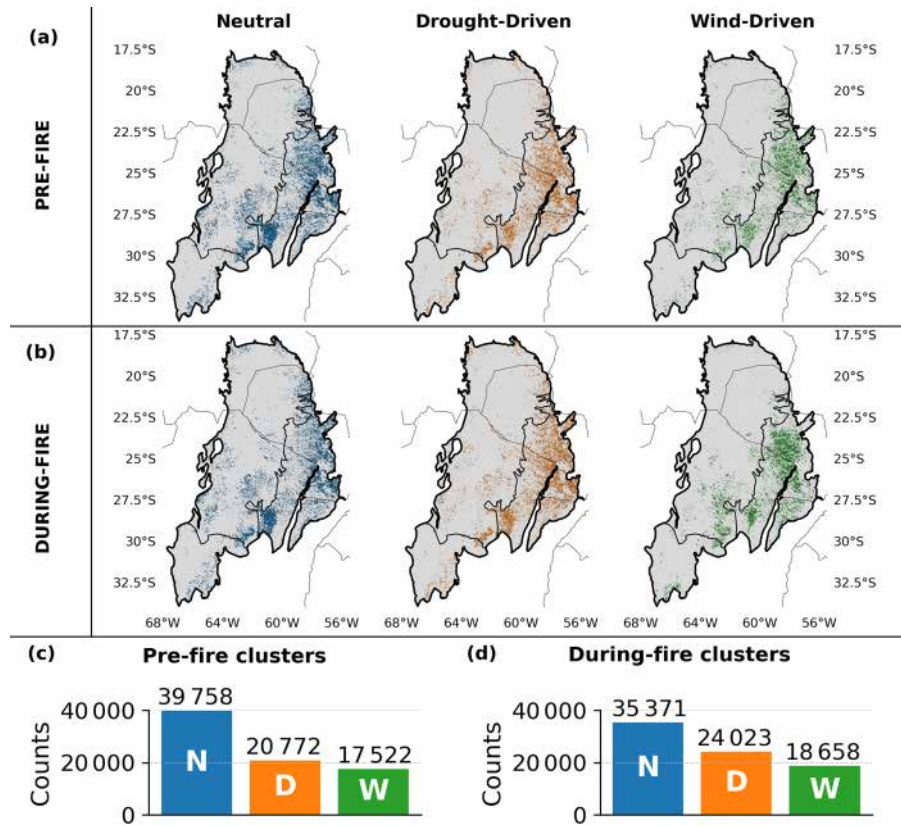 Neutral Drought-Driven Wind-Driven
(a)
PRE-FIRE
17.5°S 17.5°S
20°S 20°S
22.5°S 22.5°S
25°S 25°S
27.5°S 27.5°S
30°S 30°S
32.5°S 32.5°S
(b)
DURING-FIRE
17.5°S 17.5°S
20°S 20°S
22.5°S 22.5°S
25°S 25°S
27.5°S 27.5°S
30°S 30°S
32.5°S 32.5°S
68°W 64°W 60°W 56°W 68°W 64°W 60°W 56°W 68°W 64°W 60°W 56°W
(c) Pre-fire clusters
Counts
40 000
20 000
0
39 758
20 772
17 522
N
D
W
(d) During-fire clusters
Counts
40 000
20 000
0
35 371
24 023
18 658
N
D
W